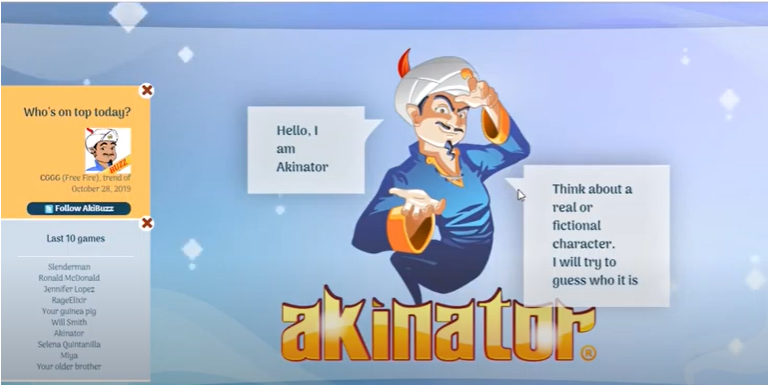 Who's on top today?
BUZZ
CGGG (Free Fire), trend of
October 28, 2019
Follow AkiBuzz
Last 10 games
Slenderman
Ronald McDonald
Jennifer Lopez
RageElixir
Your guinea pig
Will Smith
Akinator
Selena Quintanilla
Miya
Your older brother
Hello, I
am
Akinator
Think about a
real or
fictional
character.
I will try to
guess who it is
akinator®